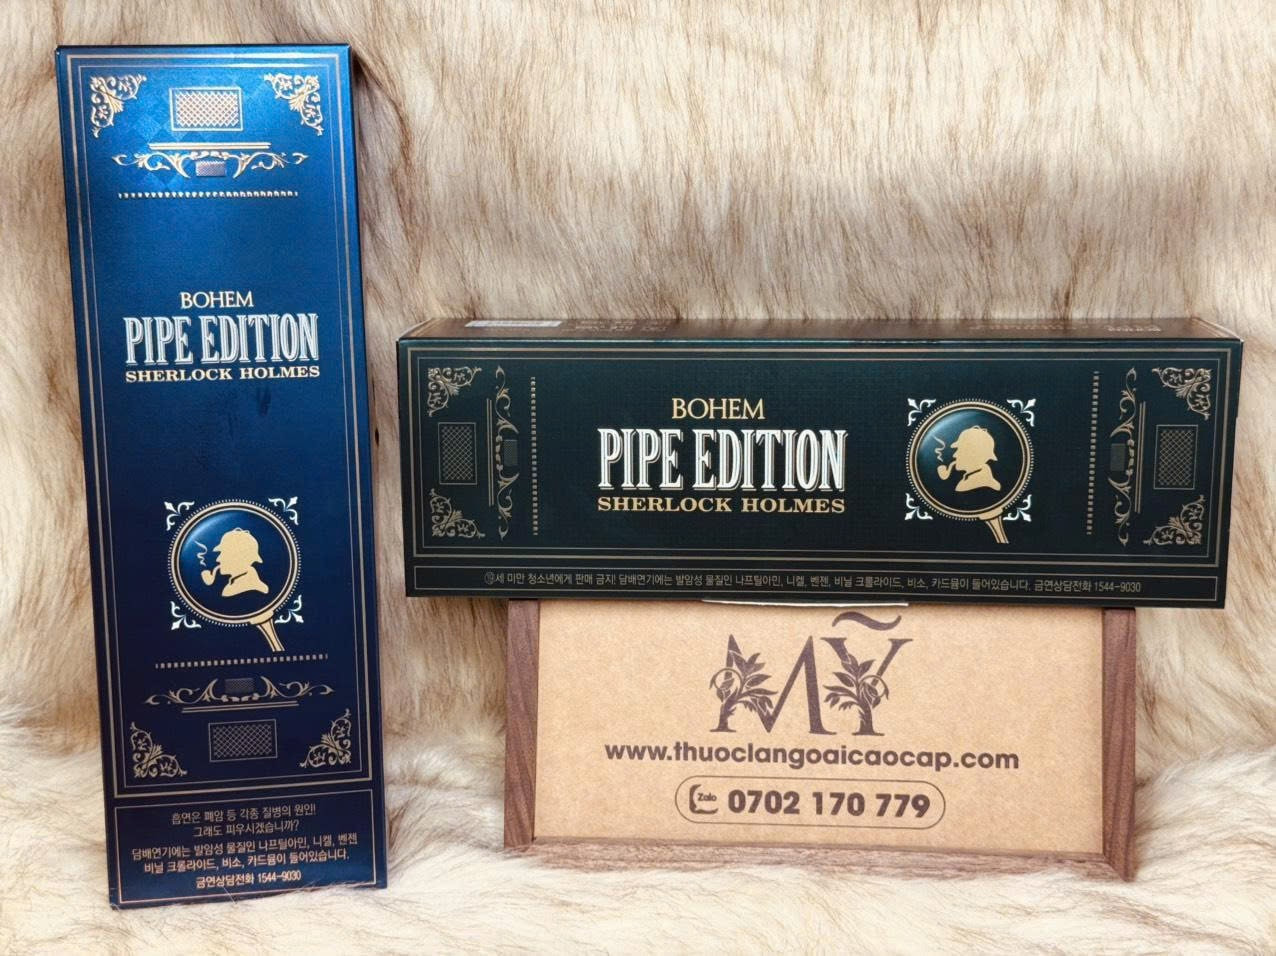 BOHEM
PIPE EDITION
SHERLOCK HOLMES
흡연은 폐암 등 각종 질병의 원인!
그래도 피우시겠습니까?
담배연기에는 발암성 물질인 나프틸아민, 니켈, 벤젠
비닐 크롤라이드, 비소, 카드뮴이 들어있습니다.
금연상담전화 1544-9030
BOHEM
PIPE EDITION
SHERLOCK HOLMES
⑲세 미만 청소년에게 판매 금지! 담배연기에는 발암성 물질인 나프틸아민, 니켈, 벤젠, 비닐 크롤라이드, 비소, 카드뮴이 들어있습니다. 금연상담전화 1544-9030
MỸ
www.thuoclangoaicaocap.com
Zalo 0702 170 779